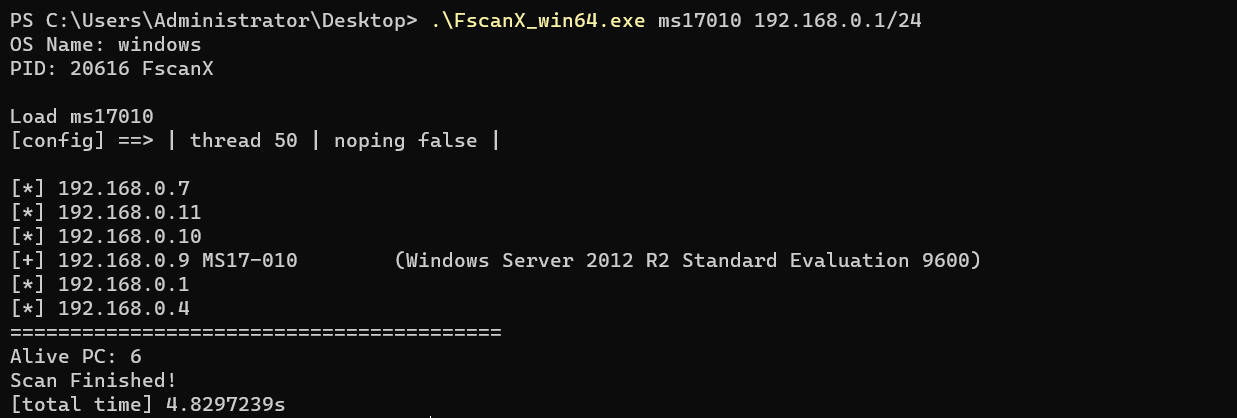 PS C:\Users\Administrator\Desktop> .\FscanX_win64.exe ms17010 192.168.0.1/24
OS Name: windows
PID: 20616 FscanX
Load ms17010
[config] ==> | thread 50 | noping false |
[*] 192.168.0.7
[*] 192.168.0.11
[*] 192.168.0.10
[+] 192.168.0.9 MS17-010        (Windows Server 2012 R2 Standard Evaluation 9600)
[*] 192.168.0.1
[*] 192.168.0.4
=========================================
Alive PC: 6
Scan Finished!
[total time] 4.8297239s